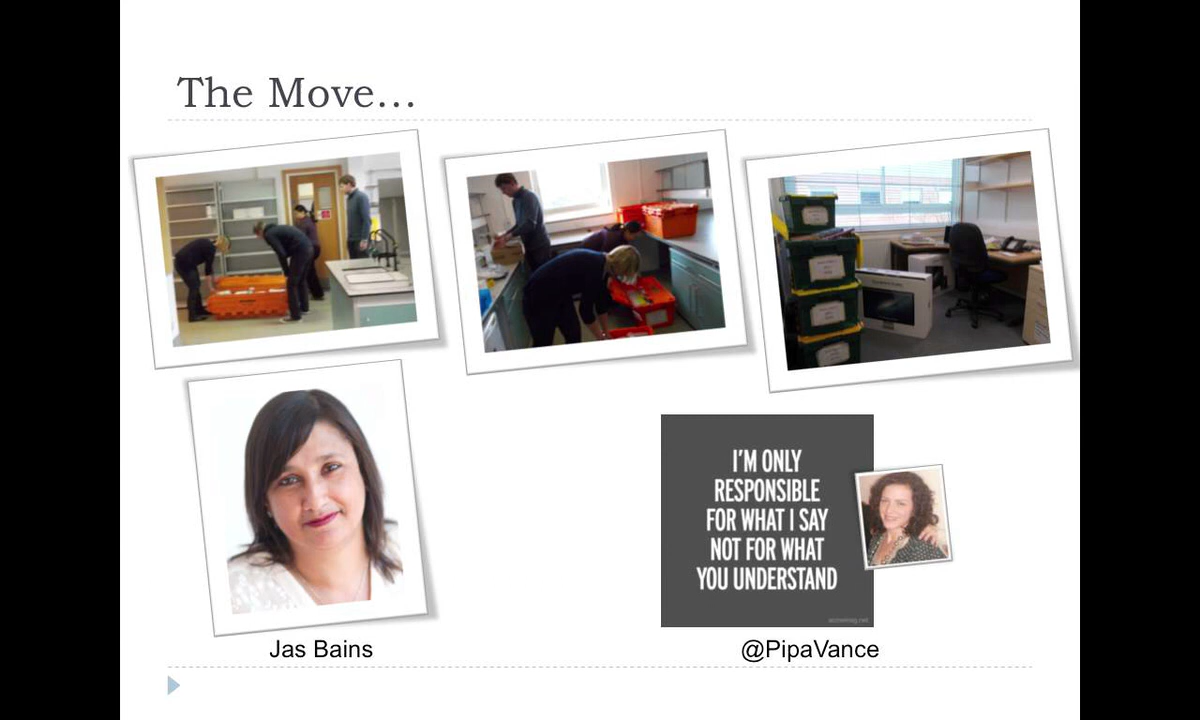 The Move...
I'M ONLY
RESPONSIBLE
FOR WHAT I SAY
NOT FOR WHAT
YOU UNDERSTAND
Jas Bains
@PipaVance